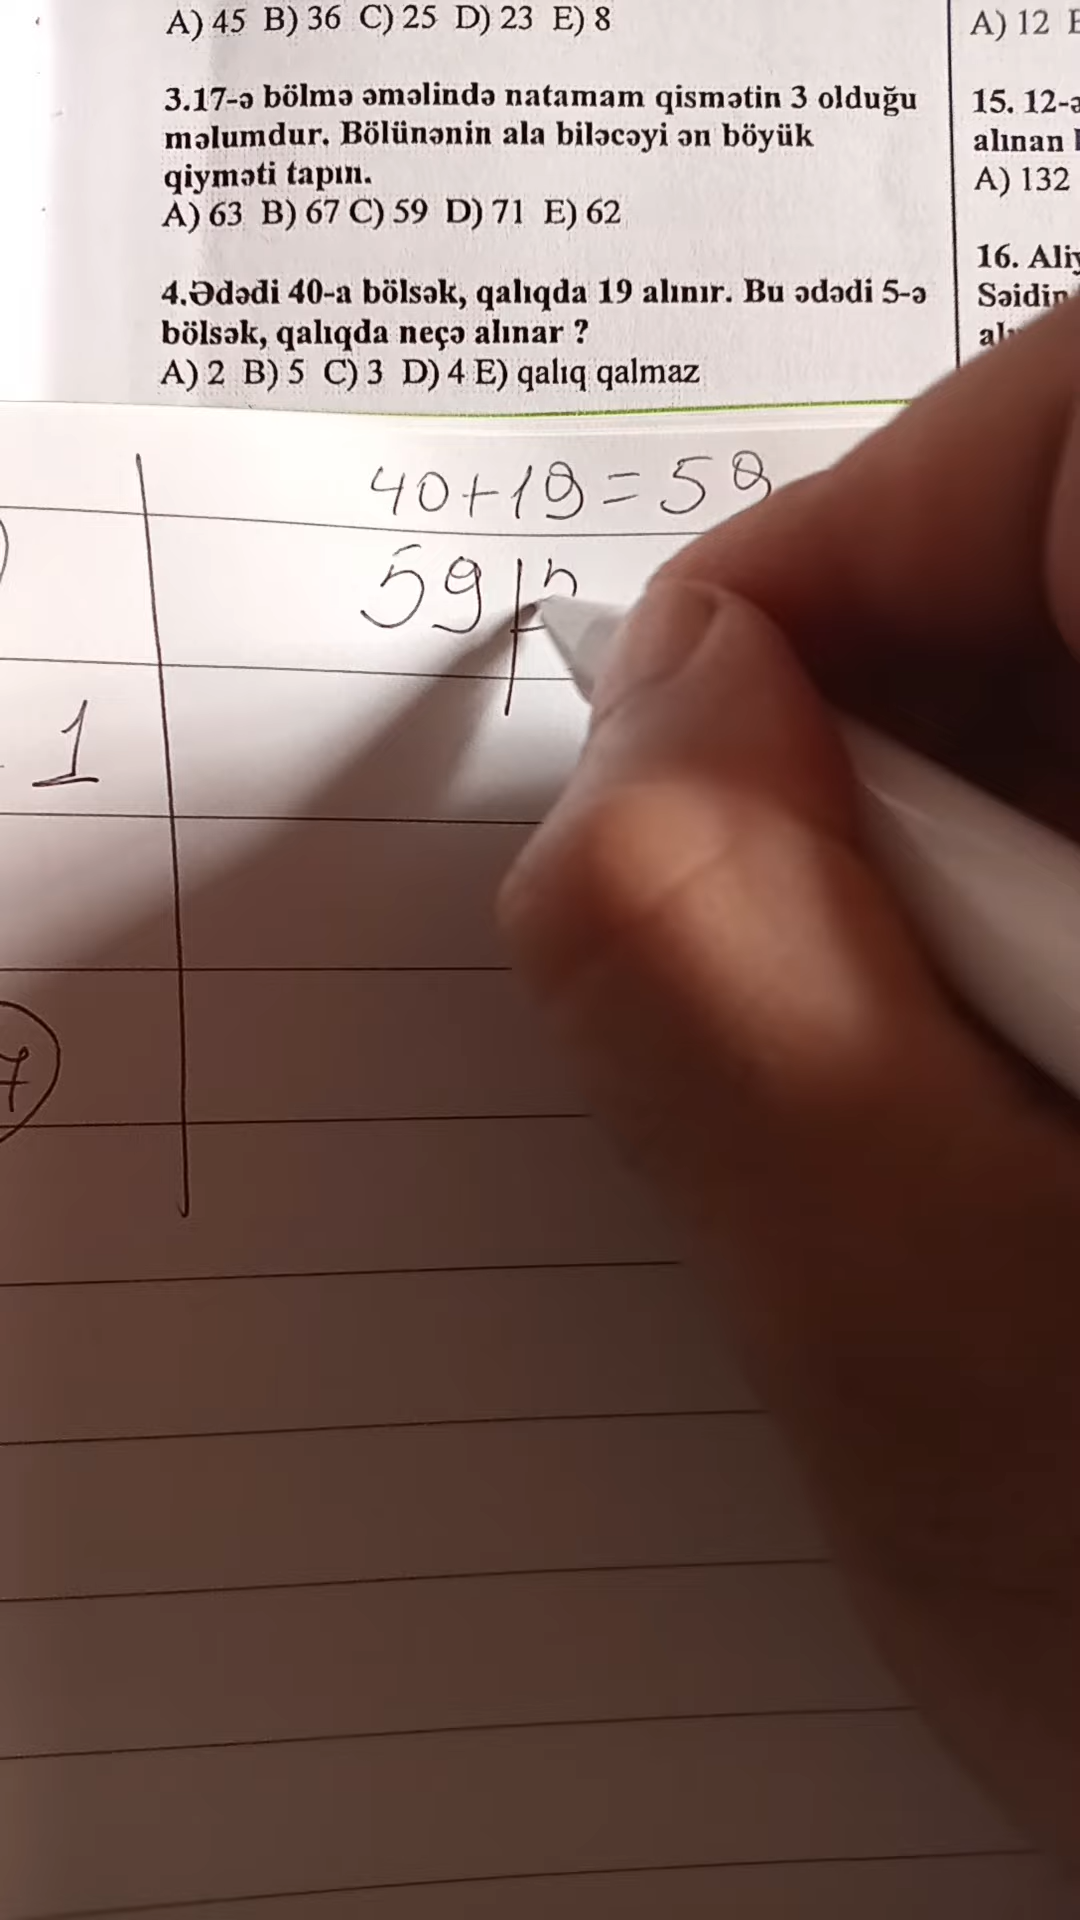 A) 45 B) 36 C) 25 D) 23 E) 8
3.17-ə bölmə əməlində natamam qismətin 3 olduğu
məlumdur. Bölünənin ala biləcəyi ən böyük
qiyməti tapın.
A) 63 B) 67 C) 59 D) 71 E) 62
4.Ədədi 40-a bölsək, qalıqda 19 alınır. Bu ədədi 5-ə
bölsək, qalıqda neçə alınar ?
A) 2 B) 5 C) 3 D) 4 E) qalıq qalmaz
A) 12
15. 12-ə
alınan
A) 132
16. Aliy
Səidin
40+19=59
59
1
7